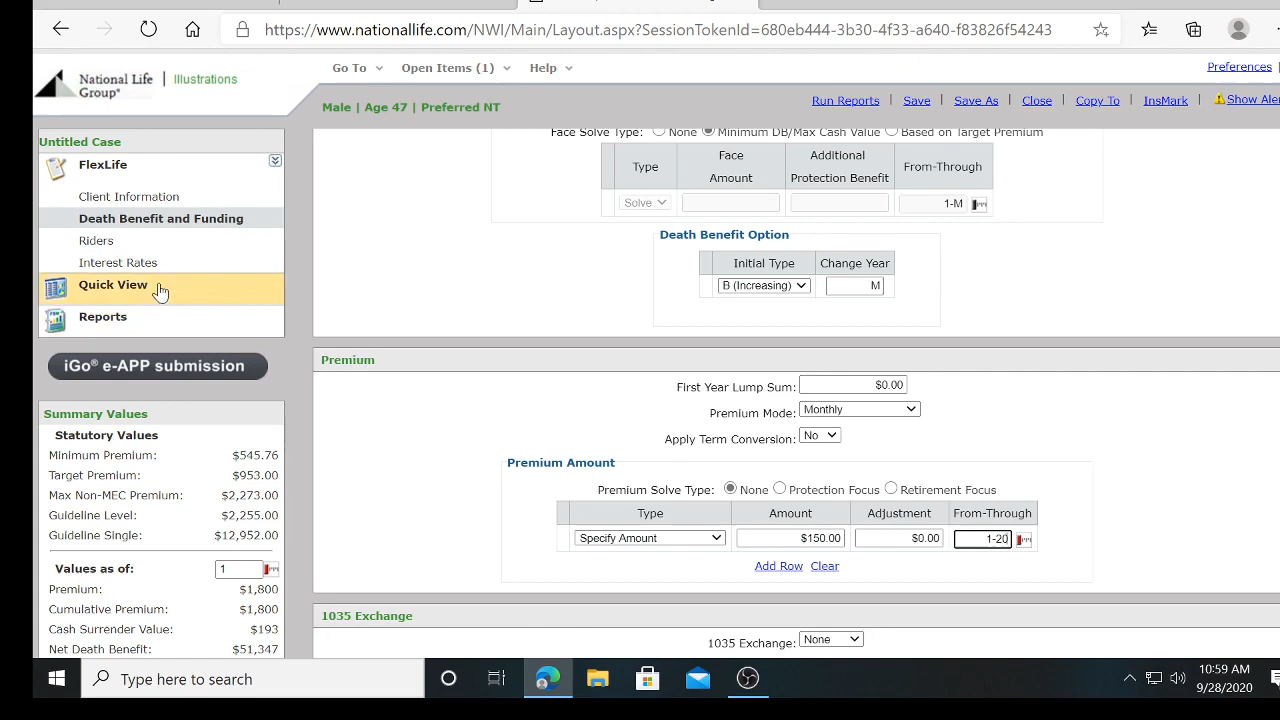 https://www.nationallife.com/NWI/Main/Layout.aspx?SessionTokenId=680eb444-3b30-4f33-a640-f83826f54243
National Life Group®
Illustrations
Go To
Open Items (1)
Help
Preferences
Male | Age 47 | Preferred NT
Run Reports
Save
Save As
Close
Copy To
InsMark
Show Aler
Untitled Case
FlexLife
Client Information
Death Benefit and Funding
Riders
Interest Rates
Quick View
Reports
iGo® e-APP submission
Summary Values
Statutory Values
Minimum Premium: $545.76
Target Premium: $953.00
Max Non-MEC Premium: $2,273.00
Guideline Level: $2,255.00
Guideline Single: $12,952.00
Values as of: 1
Premium: $1,800
Cumulative Premium: $1,800
Cash Surrender Value: $193
Net Death Benefit: $51,347
Face Solve Type: None Minimum DB/Max Cash Value Based on Target Premium
Type Face Amount Additional Protection Benefit From-Through
Solve 1-M
Death Benefit Option
Initial Type Change Year
B (Increasing) M
Premium
First Year Lump Sum: $0.00
Premium Mode: Monthly
Apply Term Conversion: No
Premium Amount
Premium Solve Type: None Protection Focus Retirement Focus
Type Amount Adjustment From-Through
Specify Amount $150.00 $0.00 1-20
Add Row Clear
1035 Exchange
1035 Exchange: None
Type here to search
10:59 AM
9/28/2020